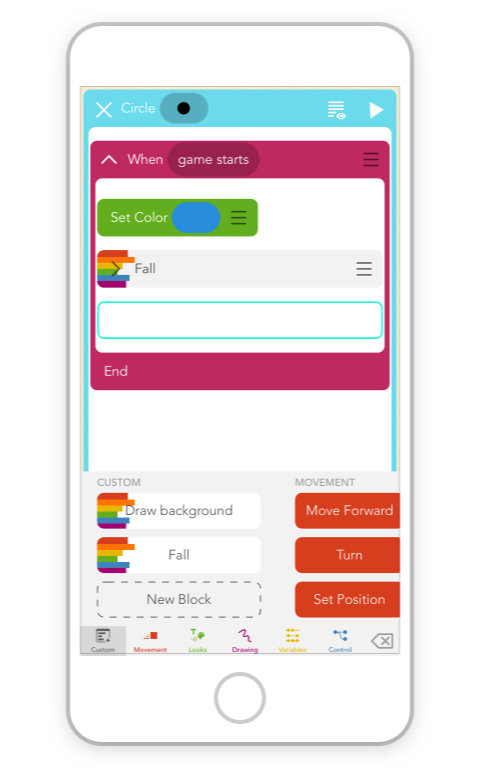 Circle
When game starts
Set Color
Fall
End
CUSTOM MOVEMENT
Draw background Move Forward
Fall Turn
New Block Set Position
Custom Movement Looks Drawing Variables Control